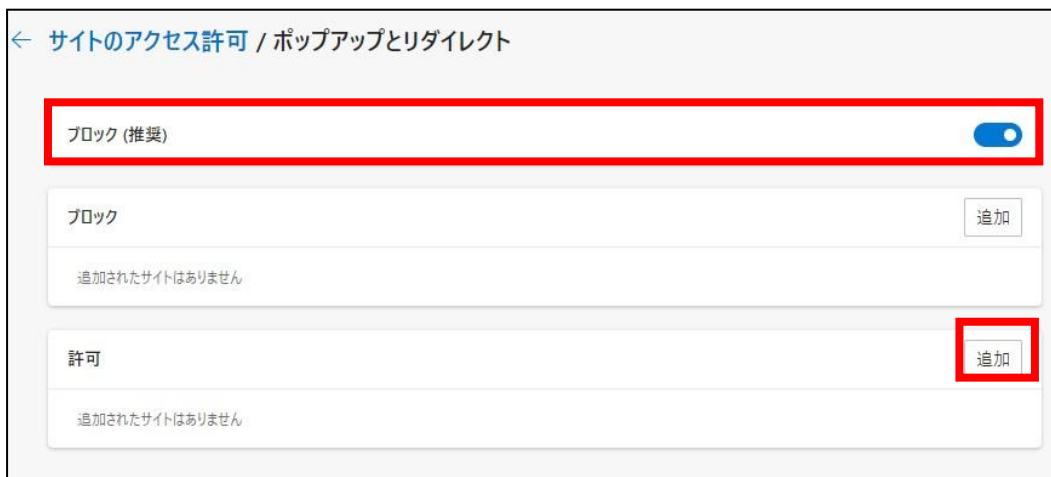 ← サイトのアクセス許可 / ポップアップとリダイレクト
ブロック (推奨)
ブロック
追加
追加されたサイトはありません
許可
追加
追加されたサイトはありません